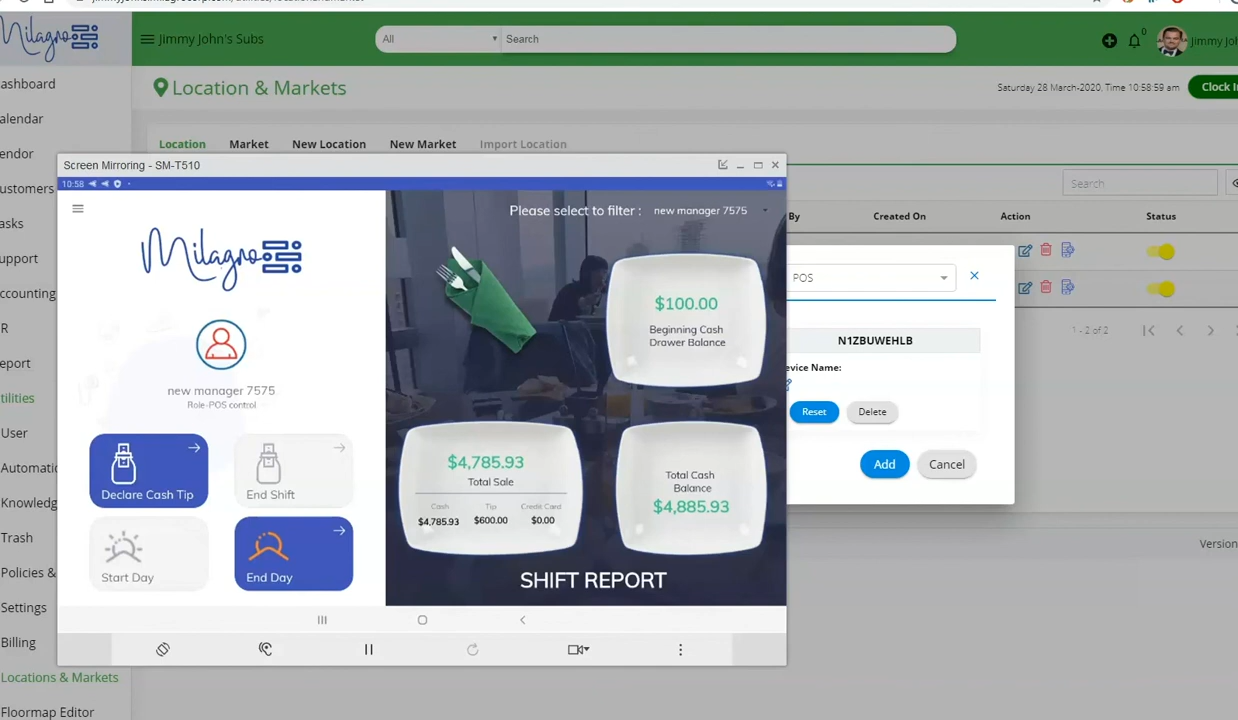 Milagro
Jimmy John's Subs
All
Search
Jimmy Jo
ashboard
alendar
endor
ustomers
asks
upport
ccounting
R
eport
tilities
User
Automatic
Knowledg
Trash
Policies &
Settings
Billing
Locations & Markets
Floormap Editor
Location & Markets
Saturday 28 March-2020, Time 10:58:59 am
Clock I
Location
Market
New Location
New Market
Import Location
Search
By
Created On
Action
Status
1 - 2 of 2
Version
POS
N1ZBUWEHLB
evice Name:
Reset
Delete
Add
Cancel
Screen Mirroring - SM-T510
10:58
Milagro
new manager 7575
Role-POS control
Declare Cash Tip
End Shift
Start Day
End Day
Please select to filter : new manager 7575
$100.00
Beginning Cash
Drawer Balance
$4,785.93
Total Sale
Cash Tip Credit Card
$4,785.93 $600.00 $0.00
Total Cash
Balance
$4,885.93
SHIFT REPORT